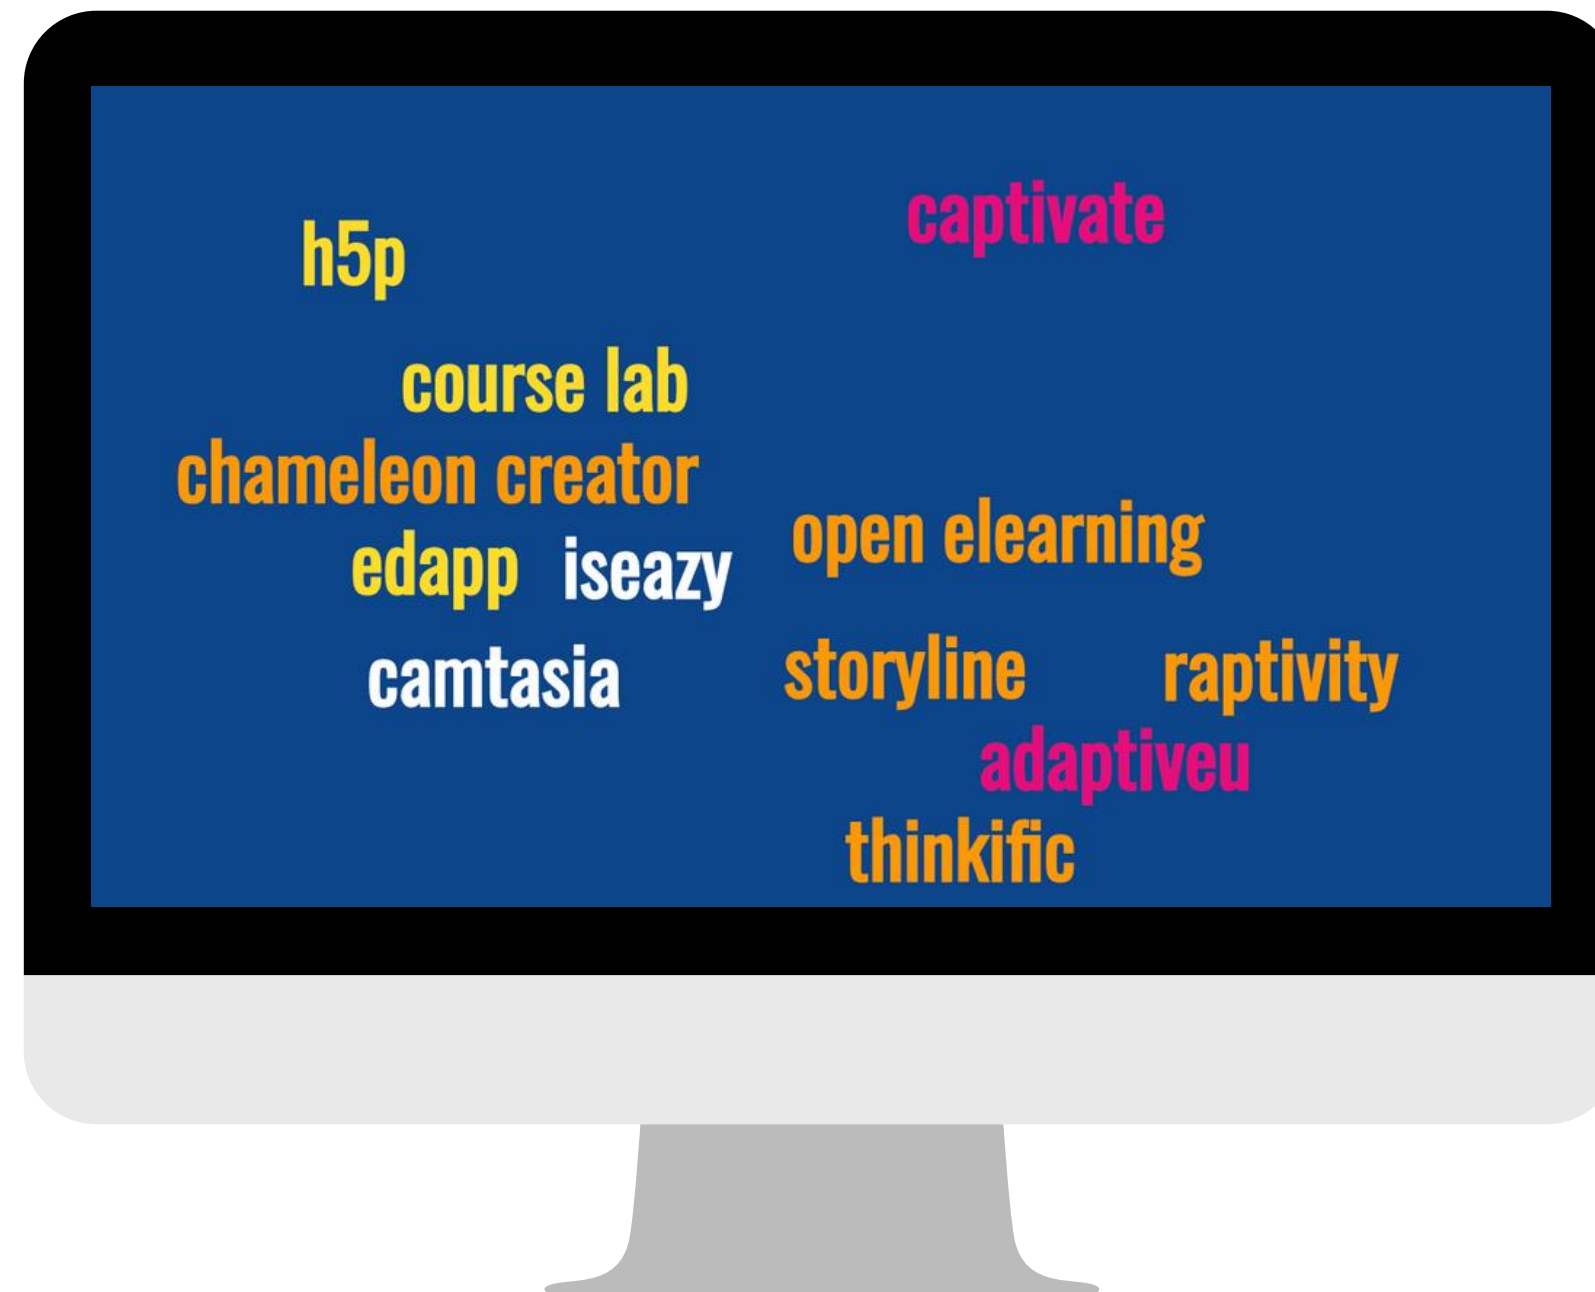 captivate
h5p
course lab
chameleon creator
open elearning
edapp iseazy
storyline raptivity
camtasia
adaptiveu
thinkific